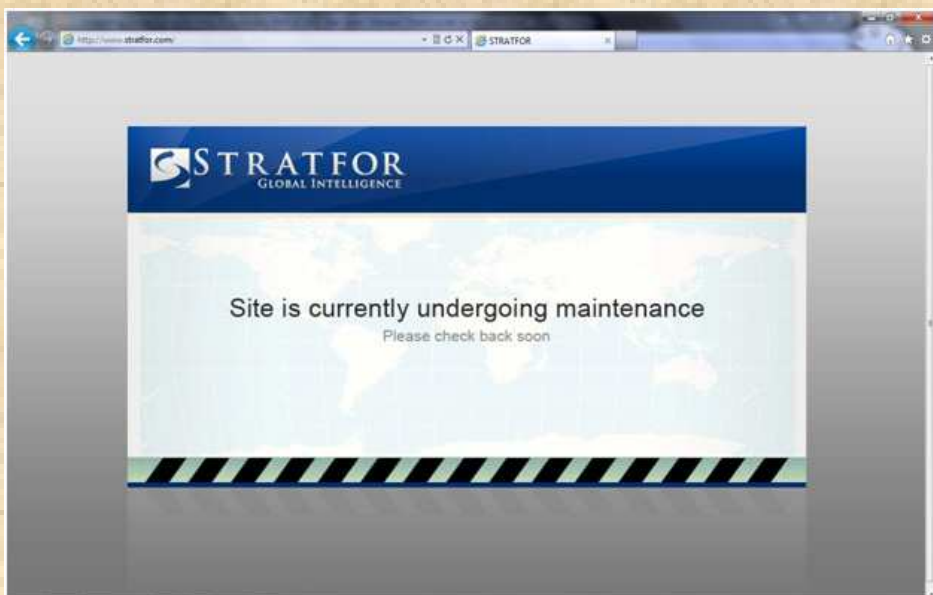 http://www.stratfor.com/
STRATFOR
STRATFOR
GLOBAL INTELLIGENCE
Site is currently undergoing maintenance
Please check back soon